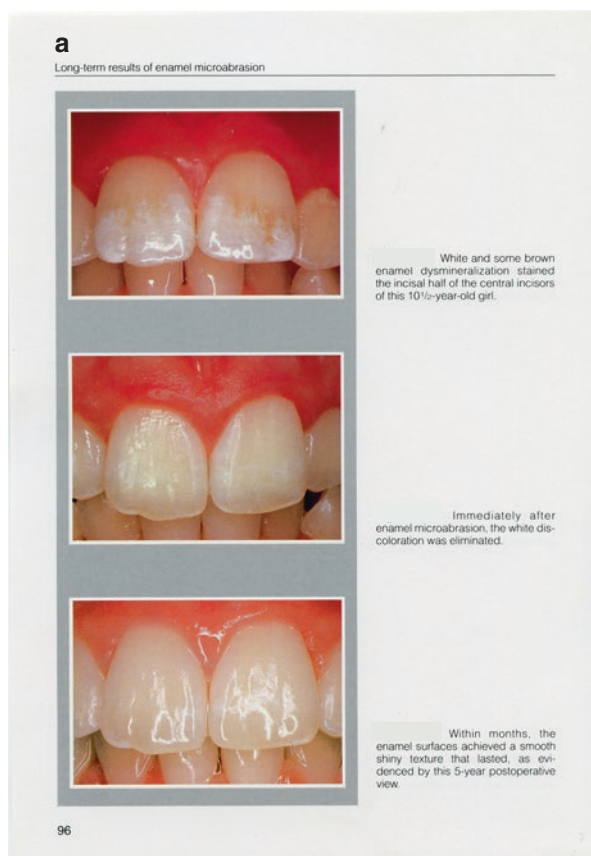 a
Long-term results of enamel microabrasion
White and some brown
enamel dysmineralization stained
the incisal half of the central incisors
of this 10½-year-old girl.
Immediately after
enamel microabrasion, the white dis-
coloration was eliminated.
Within months, the
enamel surfaces achieved a smooth
shiny texture that lasted, as evi-
denced by this 5-year postoperative
view.
96